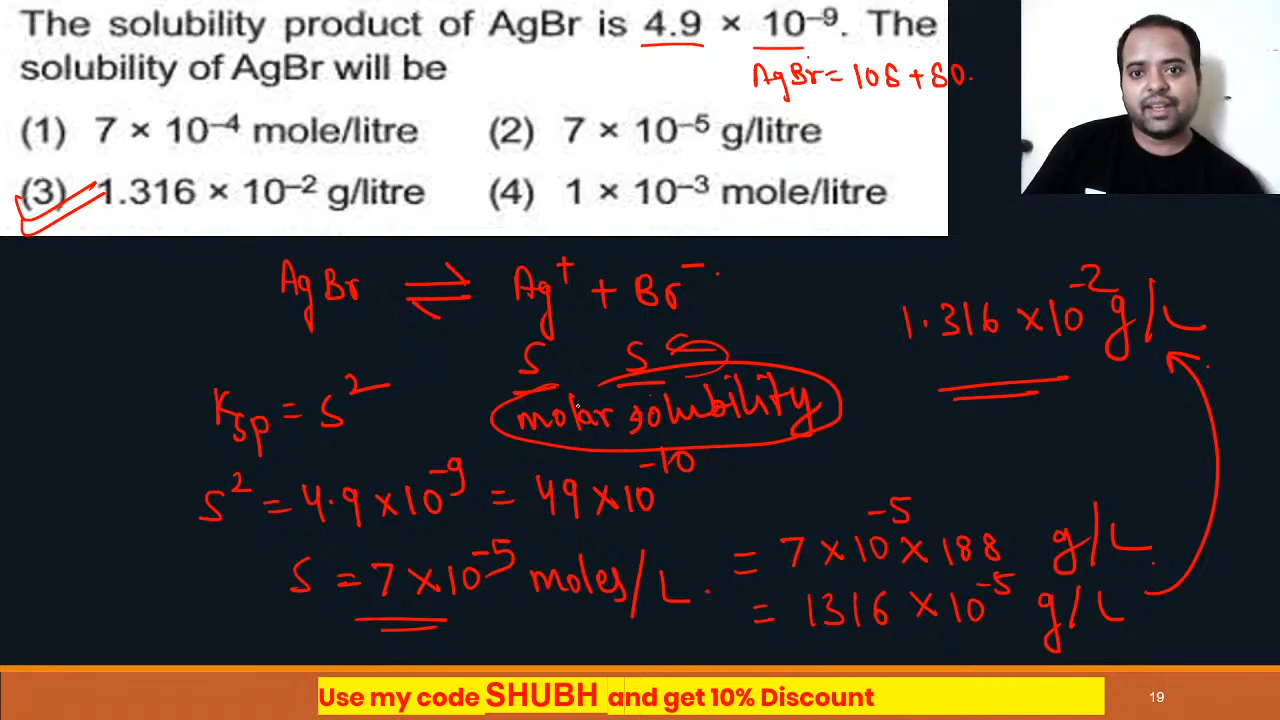 The solubility product of AgBr is 4.9 × 10⁻⁹. The
solubility of AgBr will be
AgBr = 108 + 80.
(1) 7 × 10⁻⁴ mole/litre
(2) 7 × 10⁻⁵ g/litre
(3) 1.316 × 10⁻² g/litre
(4) 1 × 10⁻³ mole/litre
AgBr ⇌ Ag⁺ + Br⁻
S S
molar solubility
Ksp = s²
s² = 4.9 × 10⁻⁹ = 49 × 10⁻¹⁰
s = 7 × 10⁻⁵ moles/L.
= 7 × 10⁻⁵ × 188 g/L
= 1316 × 10⁻⁵ g/L
1.316 × 10⁻² g/L
Use my code SHUBH and get 10% Discount
19